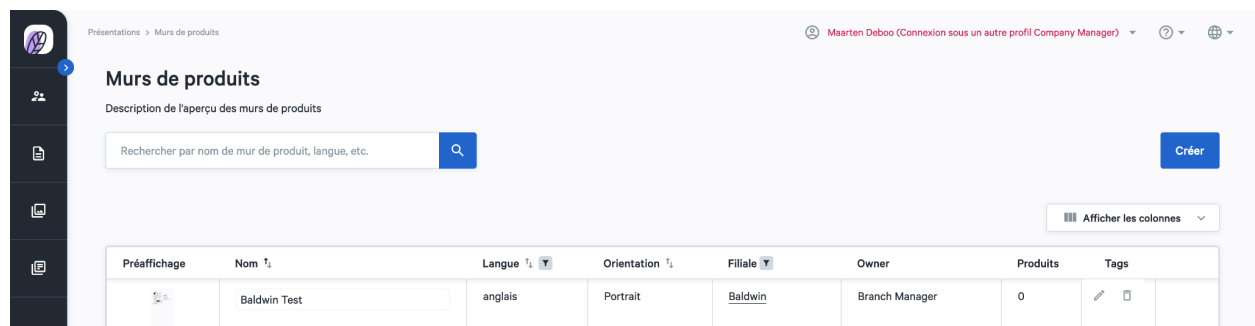 Présentations > Murs de produits
Maarten Deboo (Connexion sous un autre profil Company Manager)
Murs de produits
Description de l'aperçu des murs de produits
Rechercher par nom de mur de produit, langue, etc.
Créer
Afficher les colonnes
Préaffichage Nom Langue Orientation Filiale Owner Produits Tags
Baldwin Test anglais Portrait Baldwin Branch Manager 0